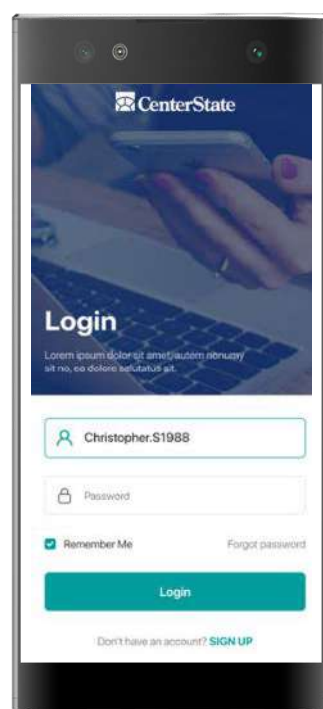 CenterState
Login
Lorem ipsum dolor sit amet, autem nonumy
sit no, ea dolore salutatus sit.
Christopher.S1988
Password
Remember Me
Forgot password
Login
Don't have an account? SIGN UP